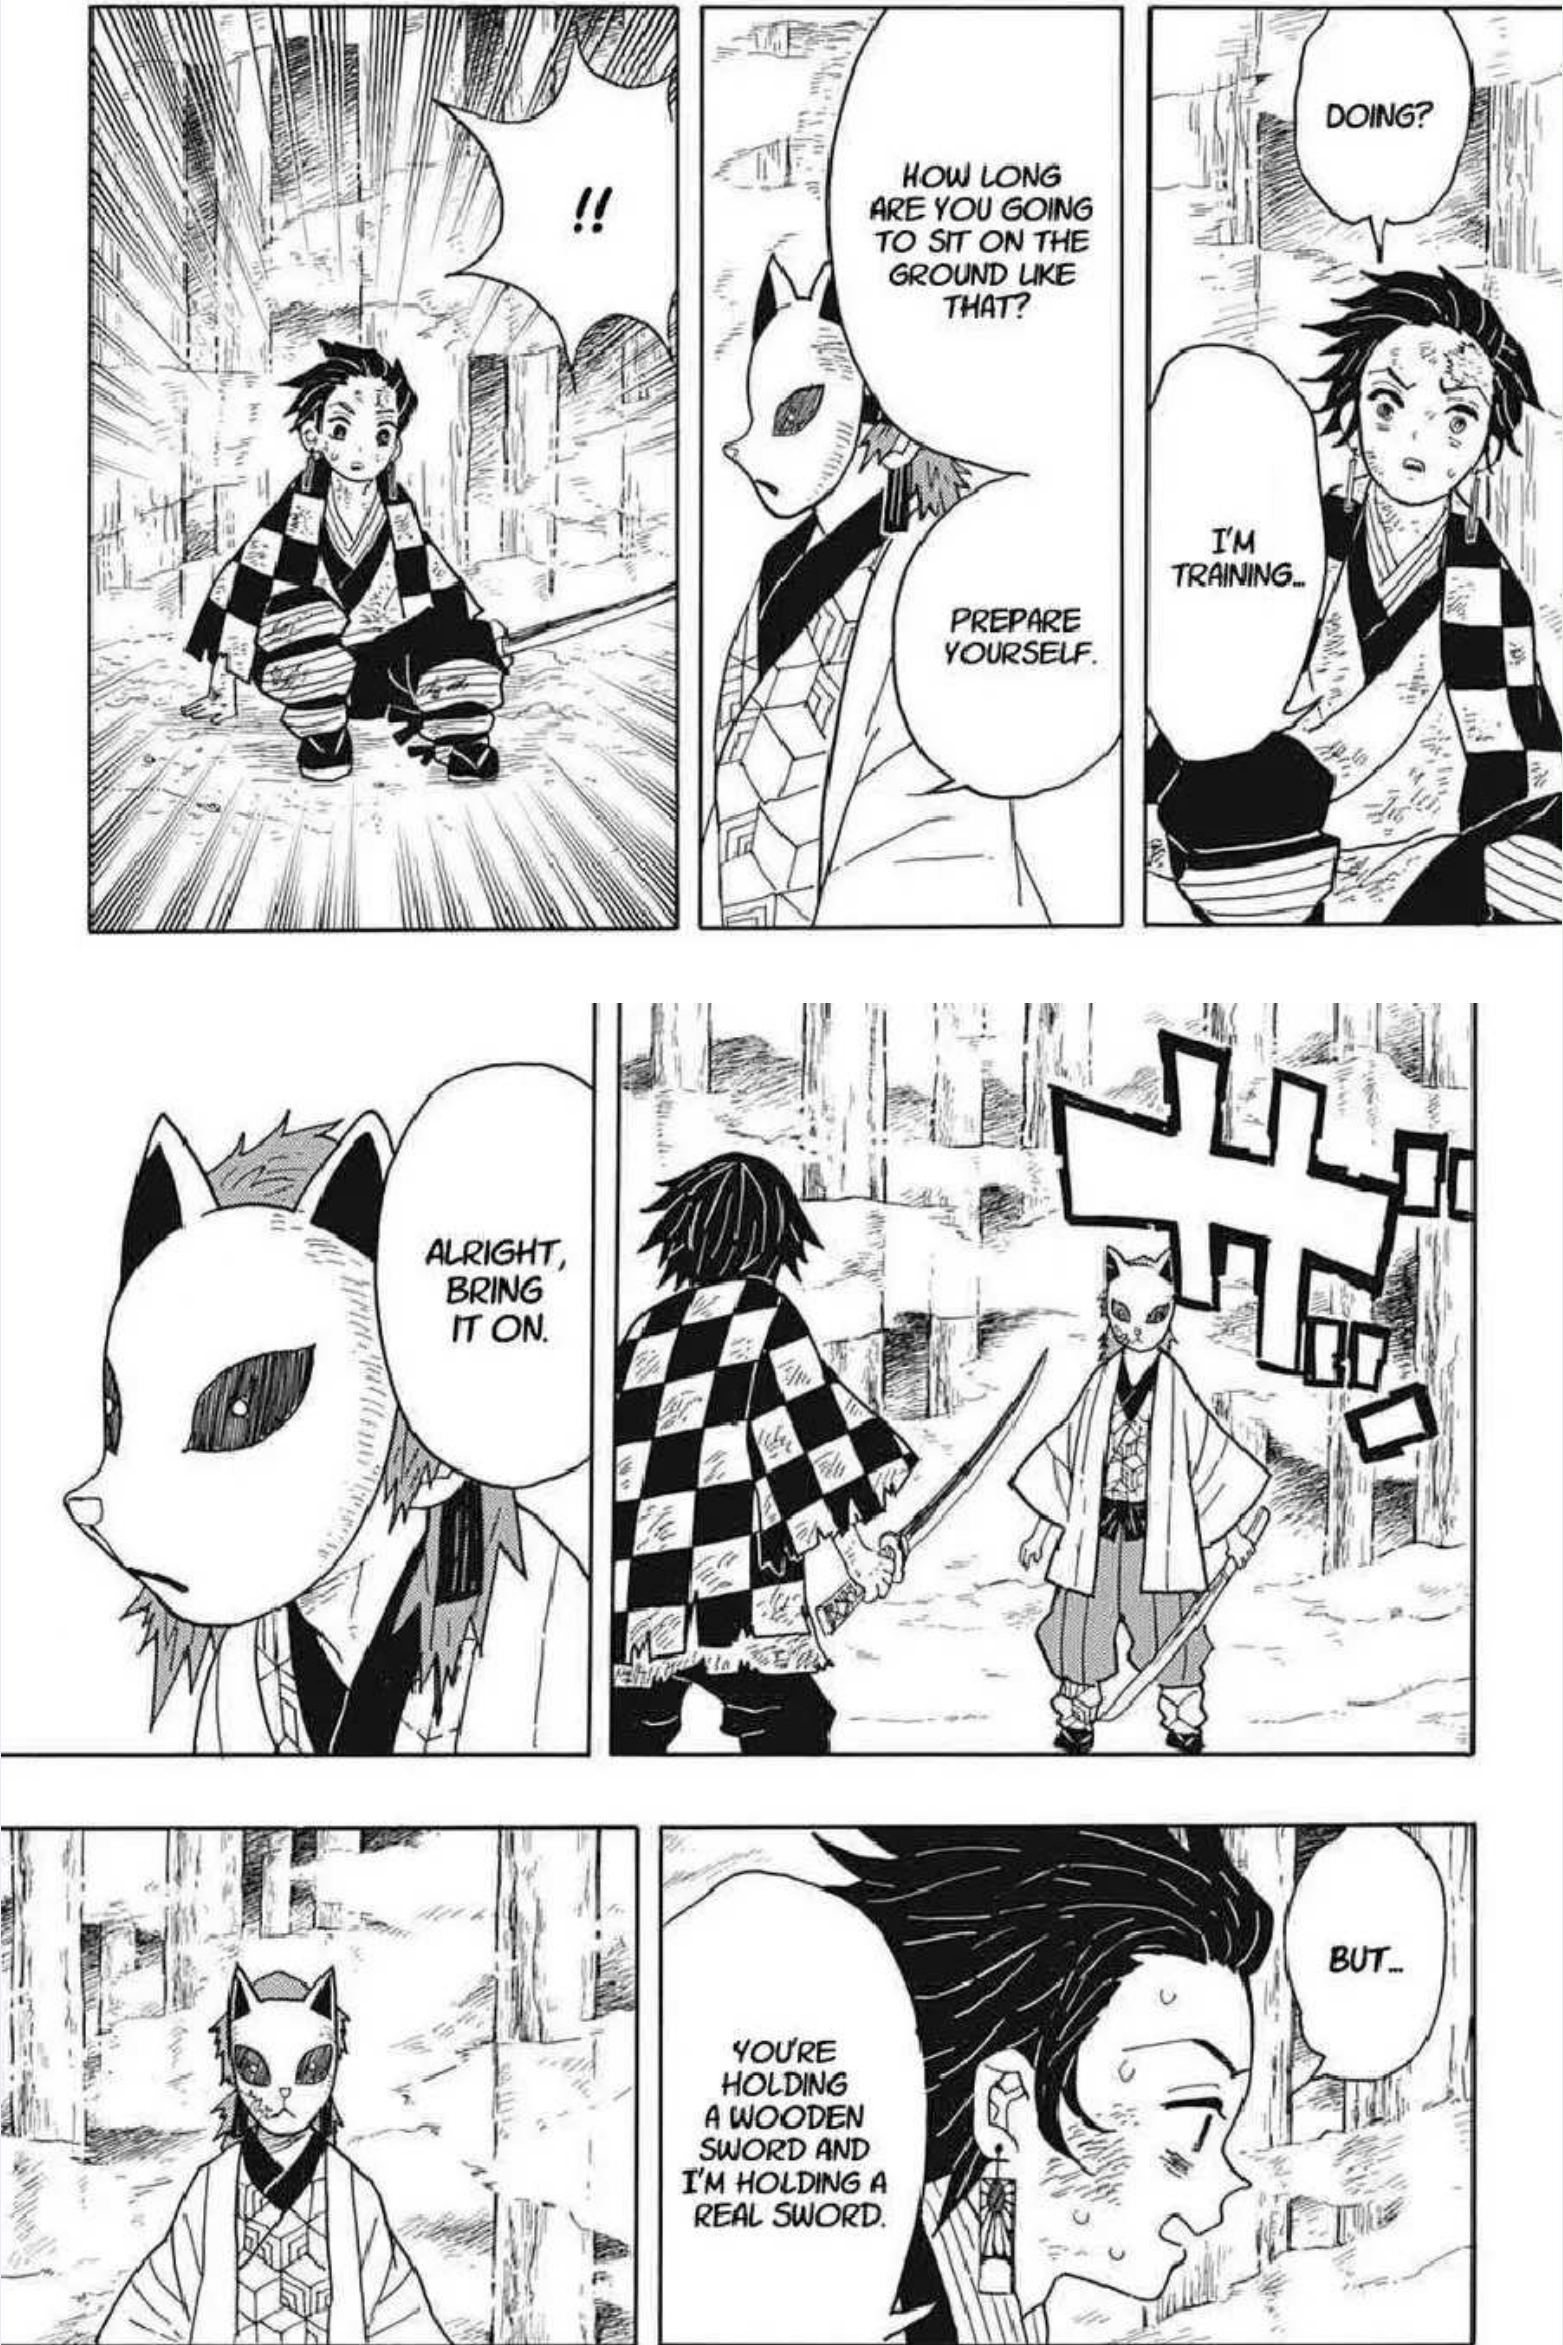 DOING?
I'M
TRAINING...
HOW LONG
ARE YOU GOING
TO SIT ON THE
GROUND LIKE
THAT?
PREPARE
YOURSELF.
!!
ザ
ALRIGHT,
BRING
IT ON.
BUT...
YOU'RE
HOLDING
A WOODEN
SWORD AND
I'M HOLDING A
REAL SWORD.